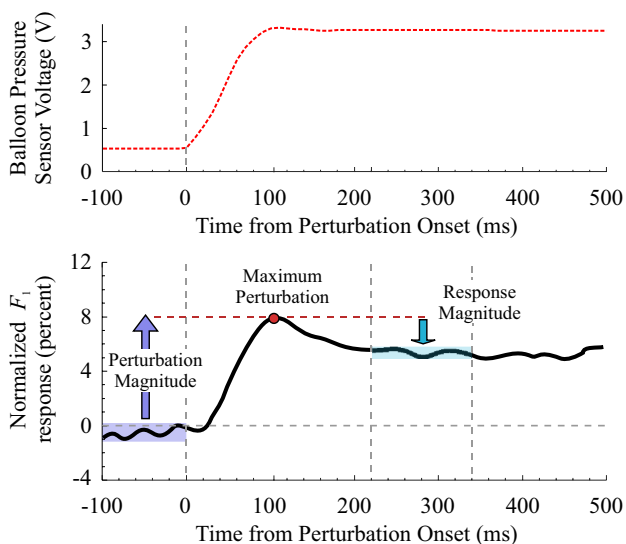 Balloon Pressure
Sensor Voltage (V)
3
2
1
0
-100 0 100 200 300 400 500
Time from Perturbation Onset (ms)
Normalized F1
response (percent)
12
8
4
0
-4
Maximum
Perturbation
Response
Magnitude
Perturbation
Magnitude
-100 0 100 200 300 400 500
Time from Perturbation Onset (ms)